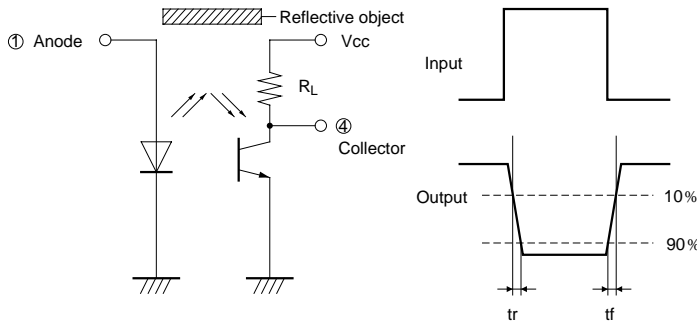 Reflective object
① Anode
Vcc
RL
④
Collector
Input
Output
10%
90%
tr
tf